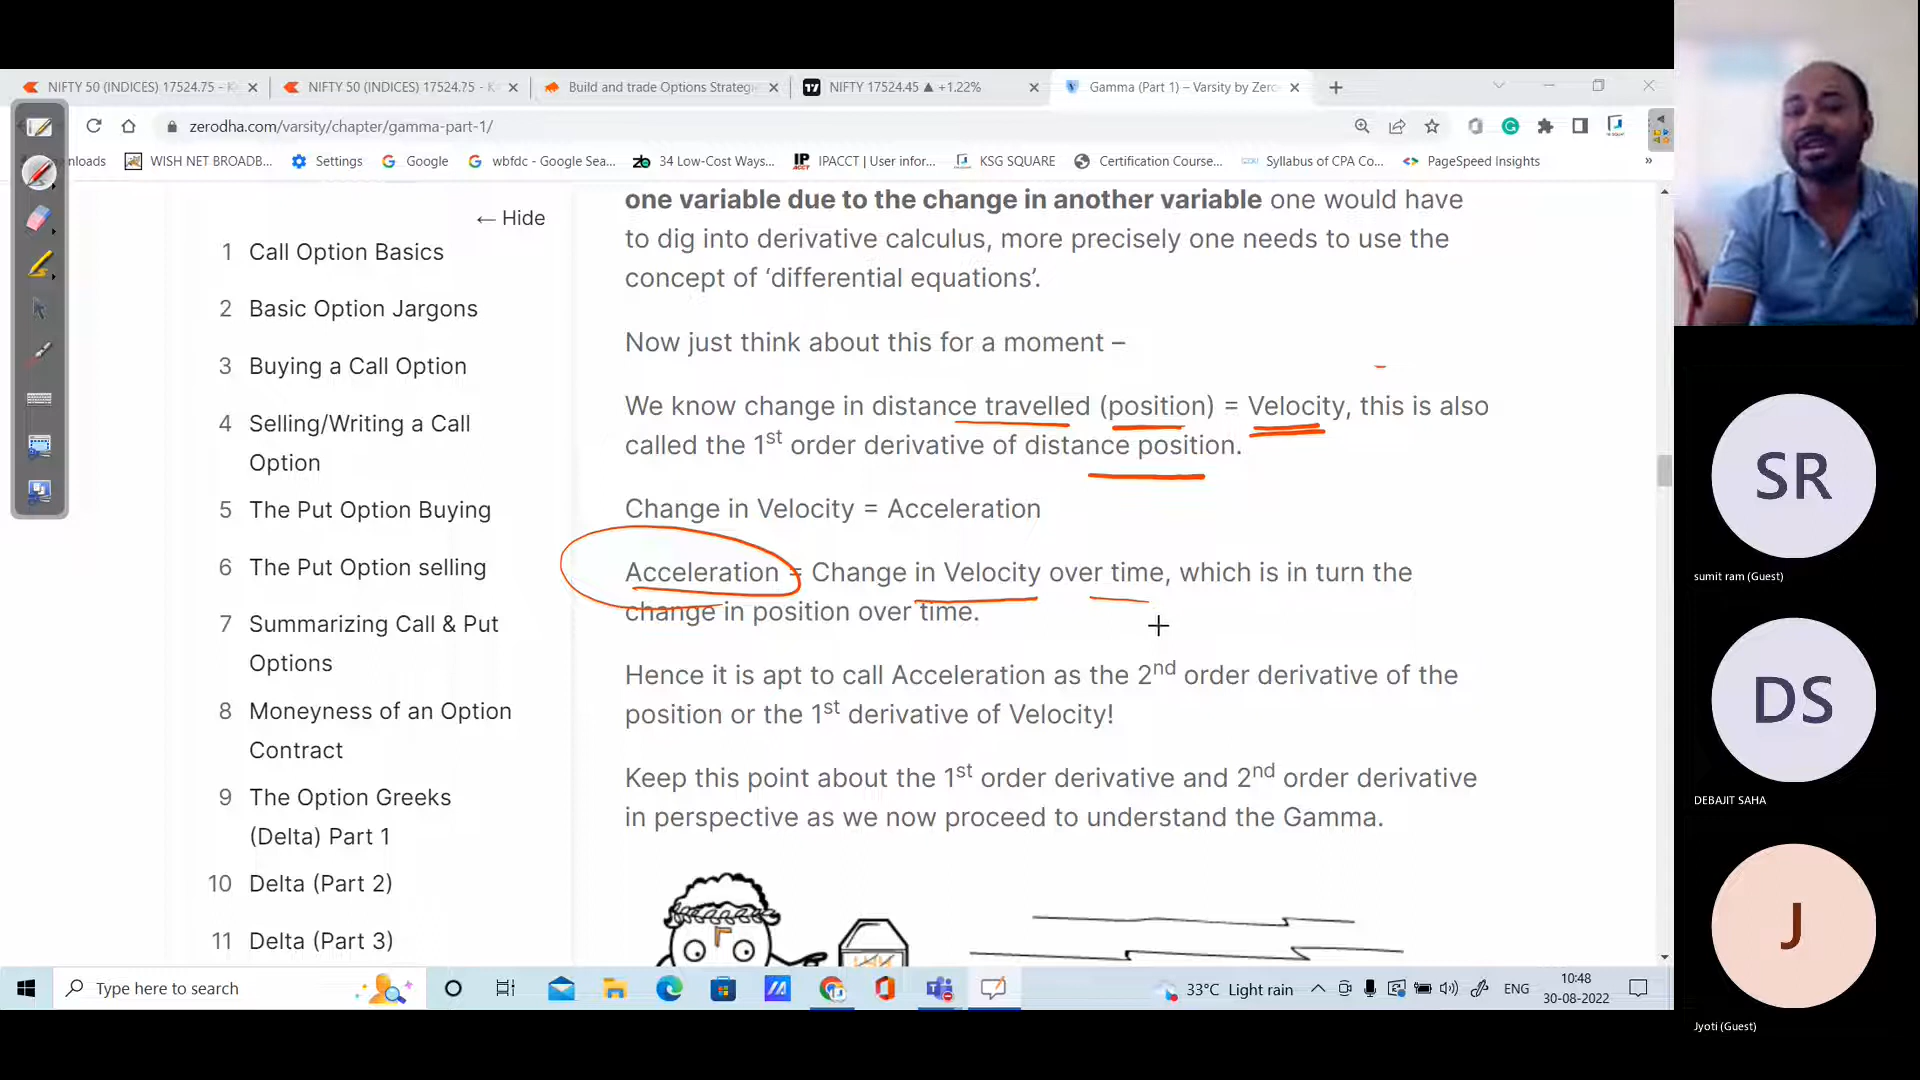 NIFTY 50 (INDICES) 17524.75 - K
NIFTY 50 (INDICES) 17524.75 - K
Build and trade Options Strategi
NIFTY 17524.45 ▲ +1.22%
Gamma (Part 1) – Varsity by Zero
zerodha.com/varsity/chapter/gamma-part-1/
wnloads
WISH NET BROADB...
Settings
Google
wbfdc - Google Sea...
34 Low-Cost Ways...
IPACCT | User infor...
KSG SQUARE
Certification Course...
Syllabus of CPA Co...
PageSpeed Insights
»
← Hide
1 Call Option Basics
2 Basic Option Jargons
3 Buying a Call Option
4 Selling/Writing a Call
Option
5 The Put Option Buying
6 The Put Option selling
7 Summarizing Call & Put
Options
8 Moneyness of an Option
Contract
9 The Option Greeks
(Delta) Part 1
10 Delta (Part 2)
11 Delta (Part 3)
one variable due to the change in another variable one would have
to dig into derivative calculus, more precisely one needs to use the
concept of ‘differential equations’.
Now just think about this for a moment –
We know change in distance travelled (position) = Velocity, this is also
called the 1st order derivative of distance position.
Change in Velocity = Acceleration
Acceleration = Change in Velocity over time, which is in turn the
change in position over time.
Hence it is apt to call Acceleration as the 2nd order derivative of the
position or the 1st derivative of Velocity!
Keep this point about the 1st order derivative and 2nd order derivative
in perspective as we now proceed to understand the Gamma.
Type here to search
33°C Light rain
ENG
10:48
30-08-2022
SR
sumit ram (Guest)
DS
DEBAJIT SAHA
J
Jyoti (Guest)